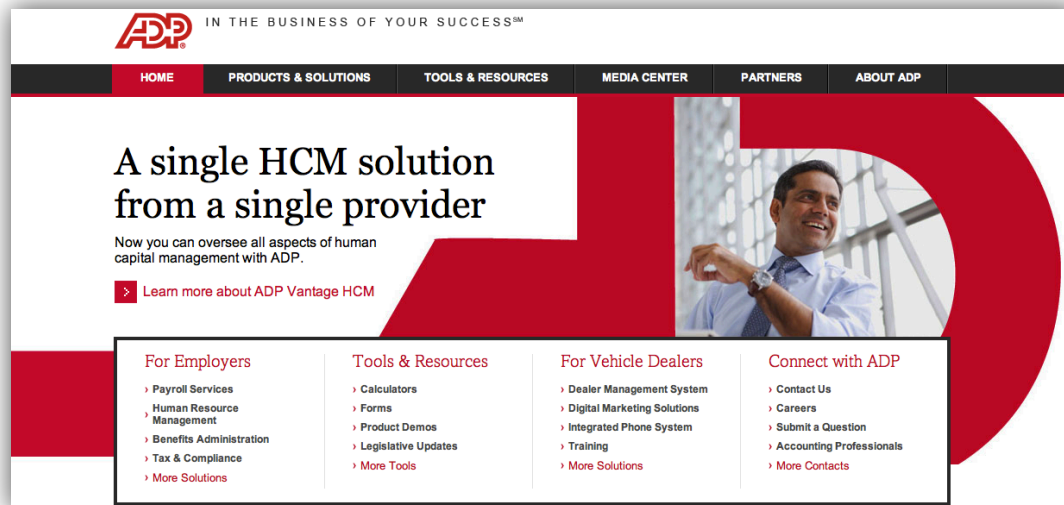 ADP
IN THE BUSINESS OF YOUR SUCCESS℠
HOME
PRODUCTS & SOLUTIONS
TOOLS & RESOURCES
MEDIA CENTER
PARTNERS
ABOUT ADP
A single HCM solution
from a single provider
Now you can oversee all aspects of human
capital management with ADP.
> Learn more about ADP Vantage HCM
For Employers
› Payroll Services
› Human Resource
Management
› Benefits Administration
› Tax & Compliance
› More Solutions
Tools & Resources
› Calculators
› Forms
› Product Demos
› Legislative Updates
› More Tools
For Vehicle Dealers
› Dealer Management System
› Digital Marketing Solutions
› Integrated Phone System
› Training
› More Solutions
Connect with ADP
› Contact Us
› Careers
› Submit a Question
› Accounting Professionals
› More Contacts